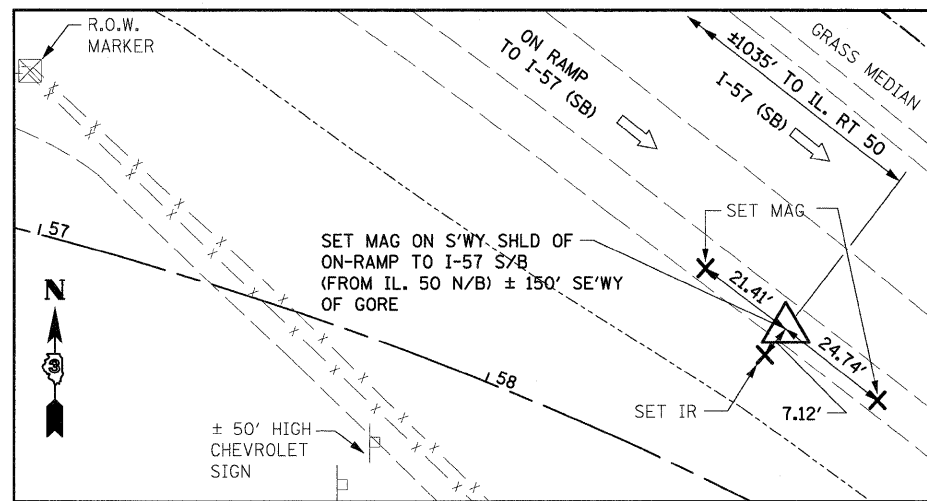 R.O.W.
MARKER
ON RAMP
TO I-57 (SB)
±1035' TO IL. RT 50
I-57 (SB)
GRASS MEDIAN
SET MAG
57
SET MAG ON S'WY SHLD OF
ON-RAMP TO I-57 S/B
(FROM IL. 50 N/B) ± 150' SE'WY
OF GORE
21.41'
24.74'
N
3
58
SET IR
7.12'
± 50' HIGH
CHEVROLET
SIGN